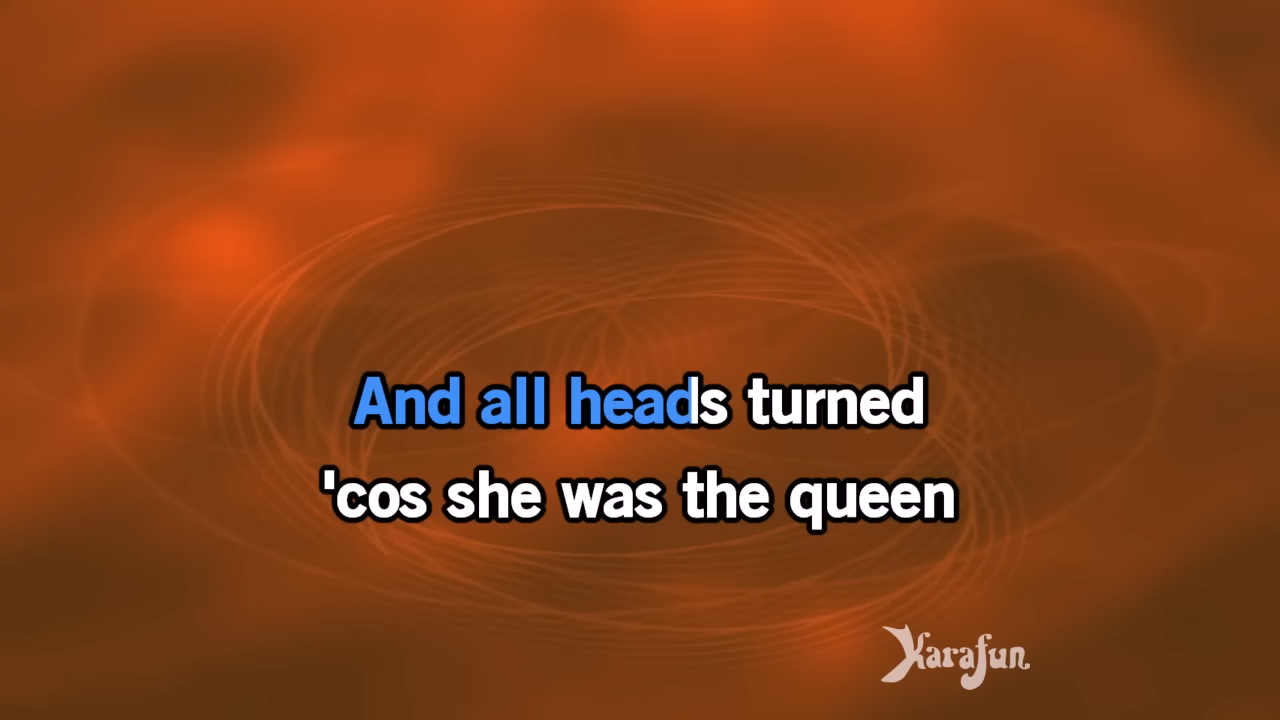 And all heads turned
'cos she was the queen
Karafun